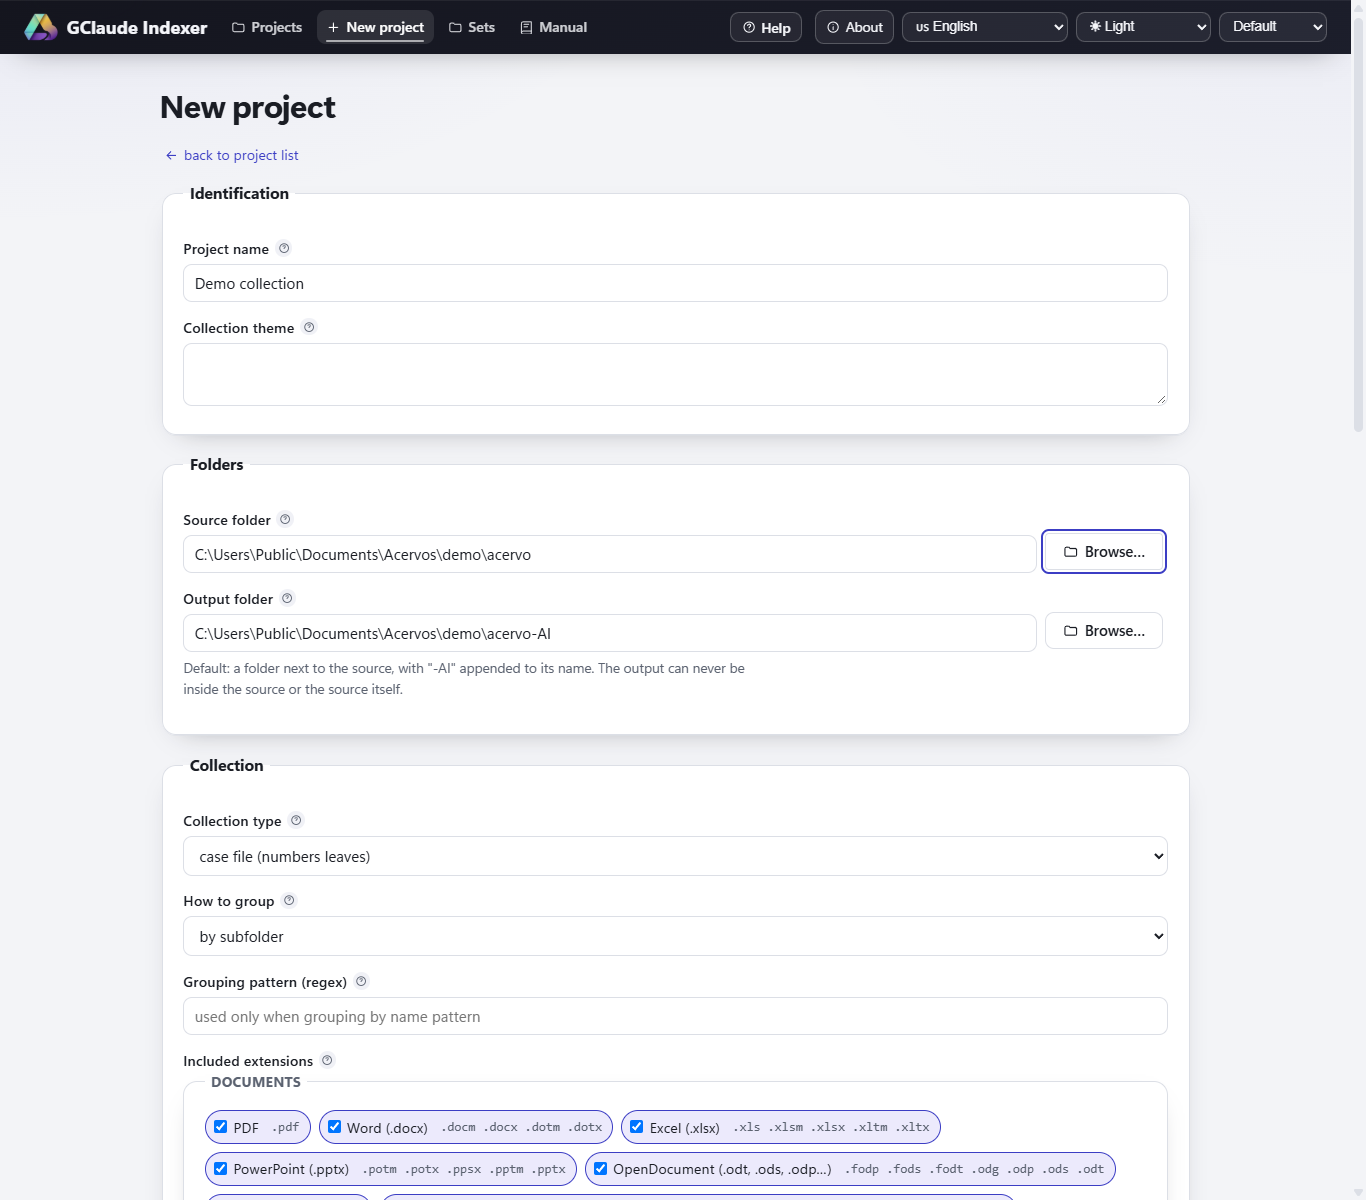 GClaude Indexer
Projects
New project
Sets
Manual
Help
About
us English
Light
Default
New project
← back to project list
Identification
Project name
Demo collection
Collection theme
Folders
Source folder
C:\Users\Public\Documents\Acervos\demo\acervo
Browse...
Output folder
C:\Users\Public\Documents\Acervos\demo\acervo-AI
Browse...
Default: a folder next to the source, with "-AI" appended to its name. The output can never be
inside the source or the source itself.
Collection
Collection type
case file (numbers leaves)
How to group
by subfolder
Grouping pattern (regex)
used only when grouping by name pattern
Included extensions
DOCUMENTS
PDF .pdf
Word (.docx) .docm .docx .dotm .dotx
Excel (.xlsx) .xls .xlsm .xlsx .xltm .xltx
PowerPoint (.pptx) .potm .potx .ppsx .pptm .pptx
OpenDocument (.odt, .ods, .odp...) .fodp .fods .fodt .odg .odp .ods .odt